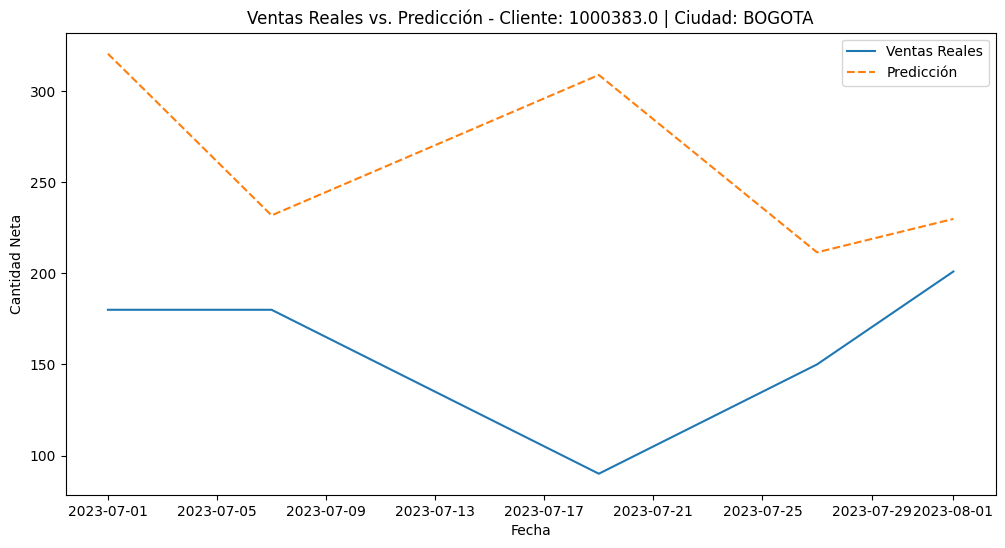 Ventas Reales vs. Predicción - Cliente: 1000383.0 | Ciudad: BOGOTA
Ventas Reales
Predicción
Cantidad Neta
300
250
200
150
100
2023-07-01 2023-07-05 2023-07-09 2023-07-13 2023-07-17 2023-07-21 2023-07-25 2023-07-29 2023-08-01
Fecha